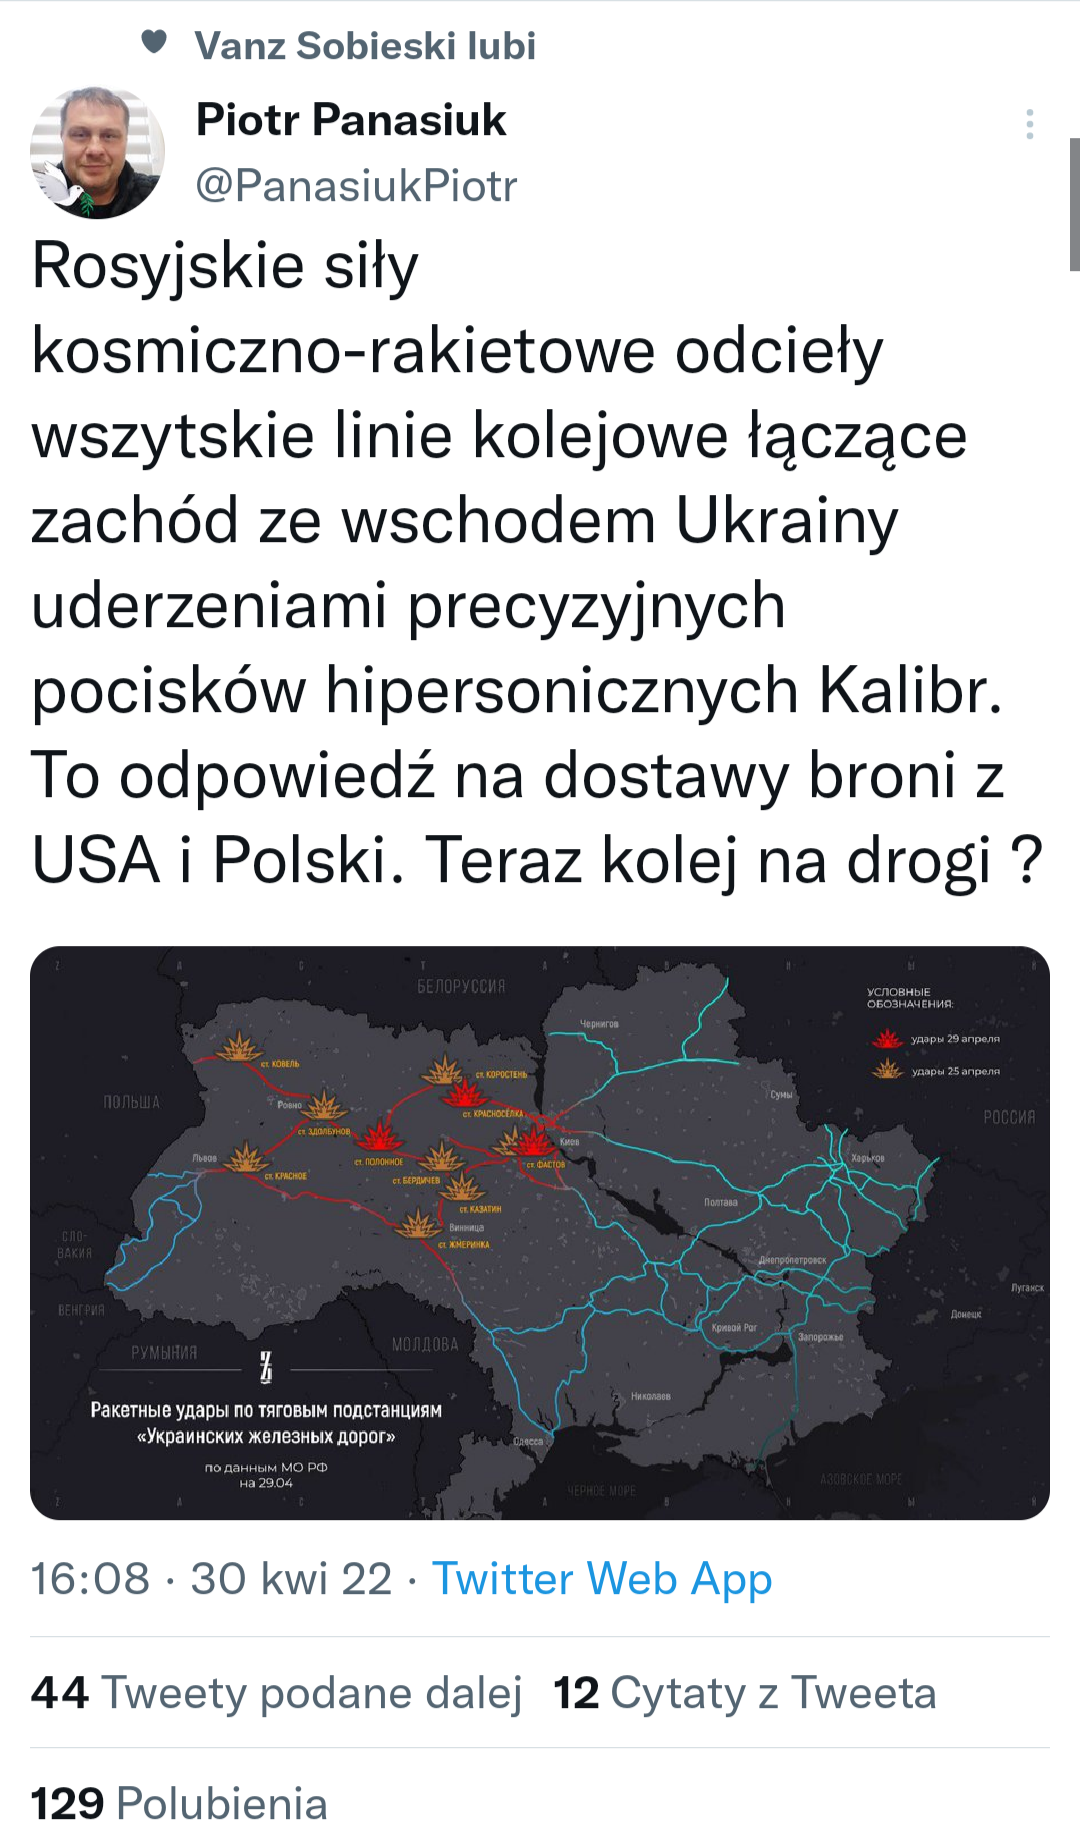 Vanz Sobieski lubi
Piotr Panasiuk
@PanasiukPiotr
Rosyjskie siły
kosmiczno-rakietowe odcieły
wszytskie linie kolejowe łączące
zachód ze wschodem Ukrainy
uderzeniami precyzyjnych
pocisków hipersonicznych Kalibr.
To odpowiedź na dostawy broni z
USA i Polski. Teraz kolej na drogi ?
БЕЛОРУССИЯ
УСЛОВНЫЕ
ОБОЗНАЧЕНИЯ:
удары 29 апреля
удары 25 апреля
Чернигов
ст. КОВЕЛЬ
ст. КОРОСТЕНЬ
Сумы
ПОЛЬША
Ровно
ст. КРАСНОСЁЛКА
РОССИЯ
ст. ЗДОЛБУНОВ
Киев
Львов
ст. ПОЛОННОЕ
ст. ФАСТОВ
Харьков
ст. КРАСНОЕ
ст. БЕРДИЧЕВ
Полтава
ст. КАЗАТИН
Винница
СЛО-
ВАКИЯ
ст. ЖМЕРИНКА
Днепропетровск
Луганск
ВЕНГРИЯ
Донецк
Кривой Рог
Запорожье
МОЛДОВА
РУМЫНИЯ
Николаев
Ракетные удары по тяговым подстанциям
«Украинских железных дорог»
Одесса
по данным МО РФ
на 29.04
АЗОВСКОЕ МОРЕ
ЧЕРНОЕ МОРЕ
16:08 · 30 kwi 22 · Twitter Web App
44 Tweety podane dalej 12 Cytaty z Tweeta
129 Polubienia